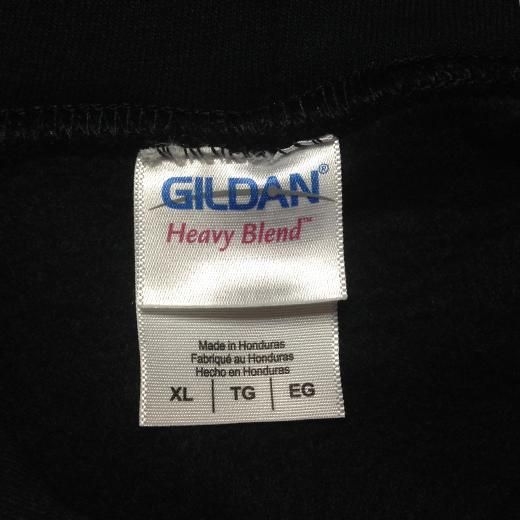 GILDAN®
Heavy Blend™
Made in Honduras
Fabriqué au Honduras
Hecho en Honduras
XL | TG | EG